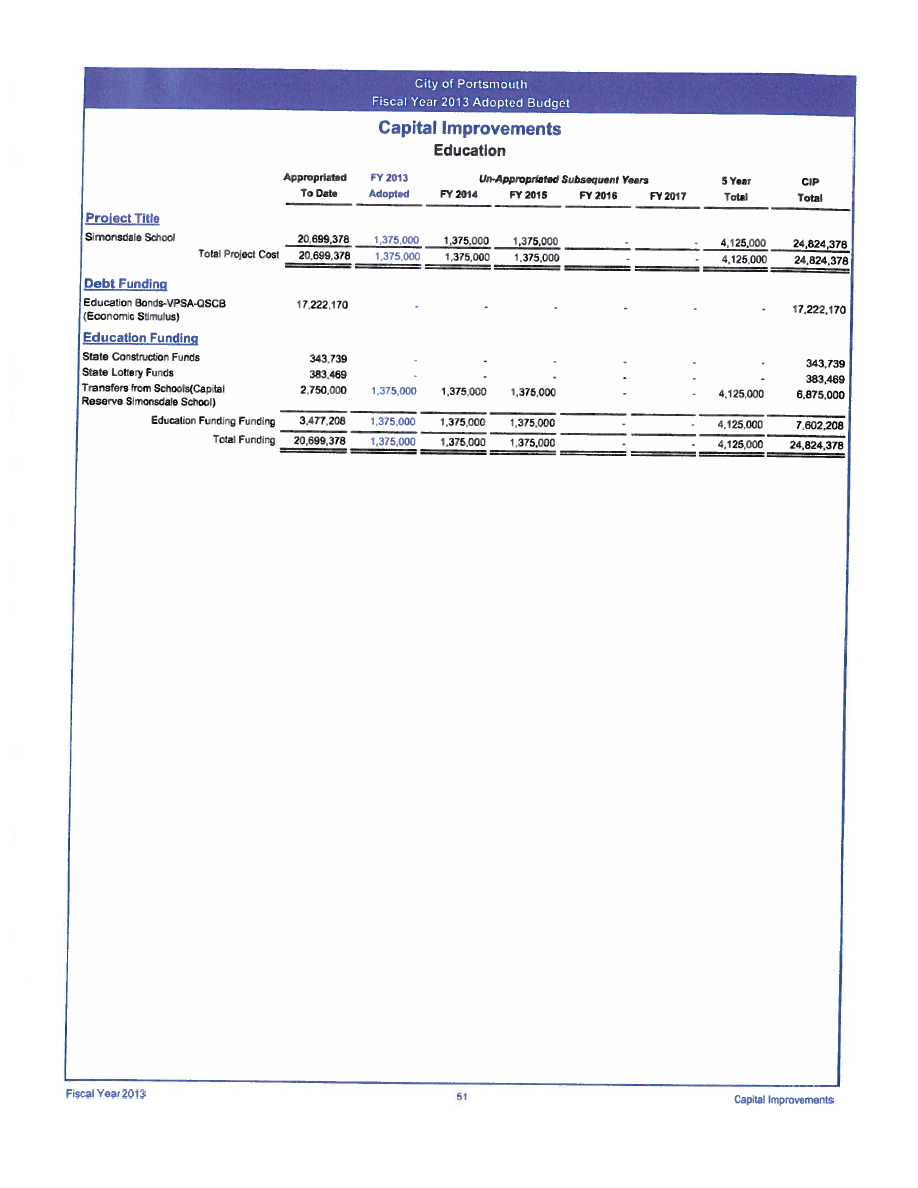 City of Portsmouth
Fiscal Year 2013 Adopted Budget
Capital Improvements
Education
Appropriated FY 2013 Un-Appropriated Subsequent Years 5 Year CIP
To Date Adopted FY 2014 FY 2015 FY 2016 FY 2017 Total Total
Project Title
Simonsdale School 20,699,378 1,375,000 1,375,000 1,375,000 - - 4,125,000 24,824,378
Total Project Cost 20,699,378 1,375,000 1,375,000 1,375,000 - - 4,125,000 24,824,378
Debt Funding
Education Bonds-VPSA-QSCB 17,222,170 - - - - - - 17,222,170
(Economic Stimulus)
Education Funding
State Construction Funds 343,739 - - - - - - 343,739
State Lottery Funds 383,469 - - - - - - 383,469
Transfers from Schools(Capital 2,750,000 1,375,000 1,375,000 1,375,000 - - 4,125,000 6,875,000
Reserve Simonsdale School)
Education Funding Funding 3,477,208 1,375,000 1,375,000 1,375,000 - - 4,125,000 7,602,208
Total Funding 20,699,378 1,375,000 1,375,000 1,375,000 - - 4,125,000 24,824,378
Fiscal Year 2013 51 Capital Improvements